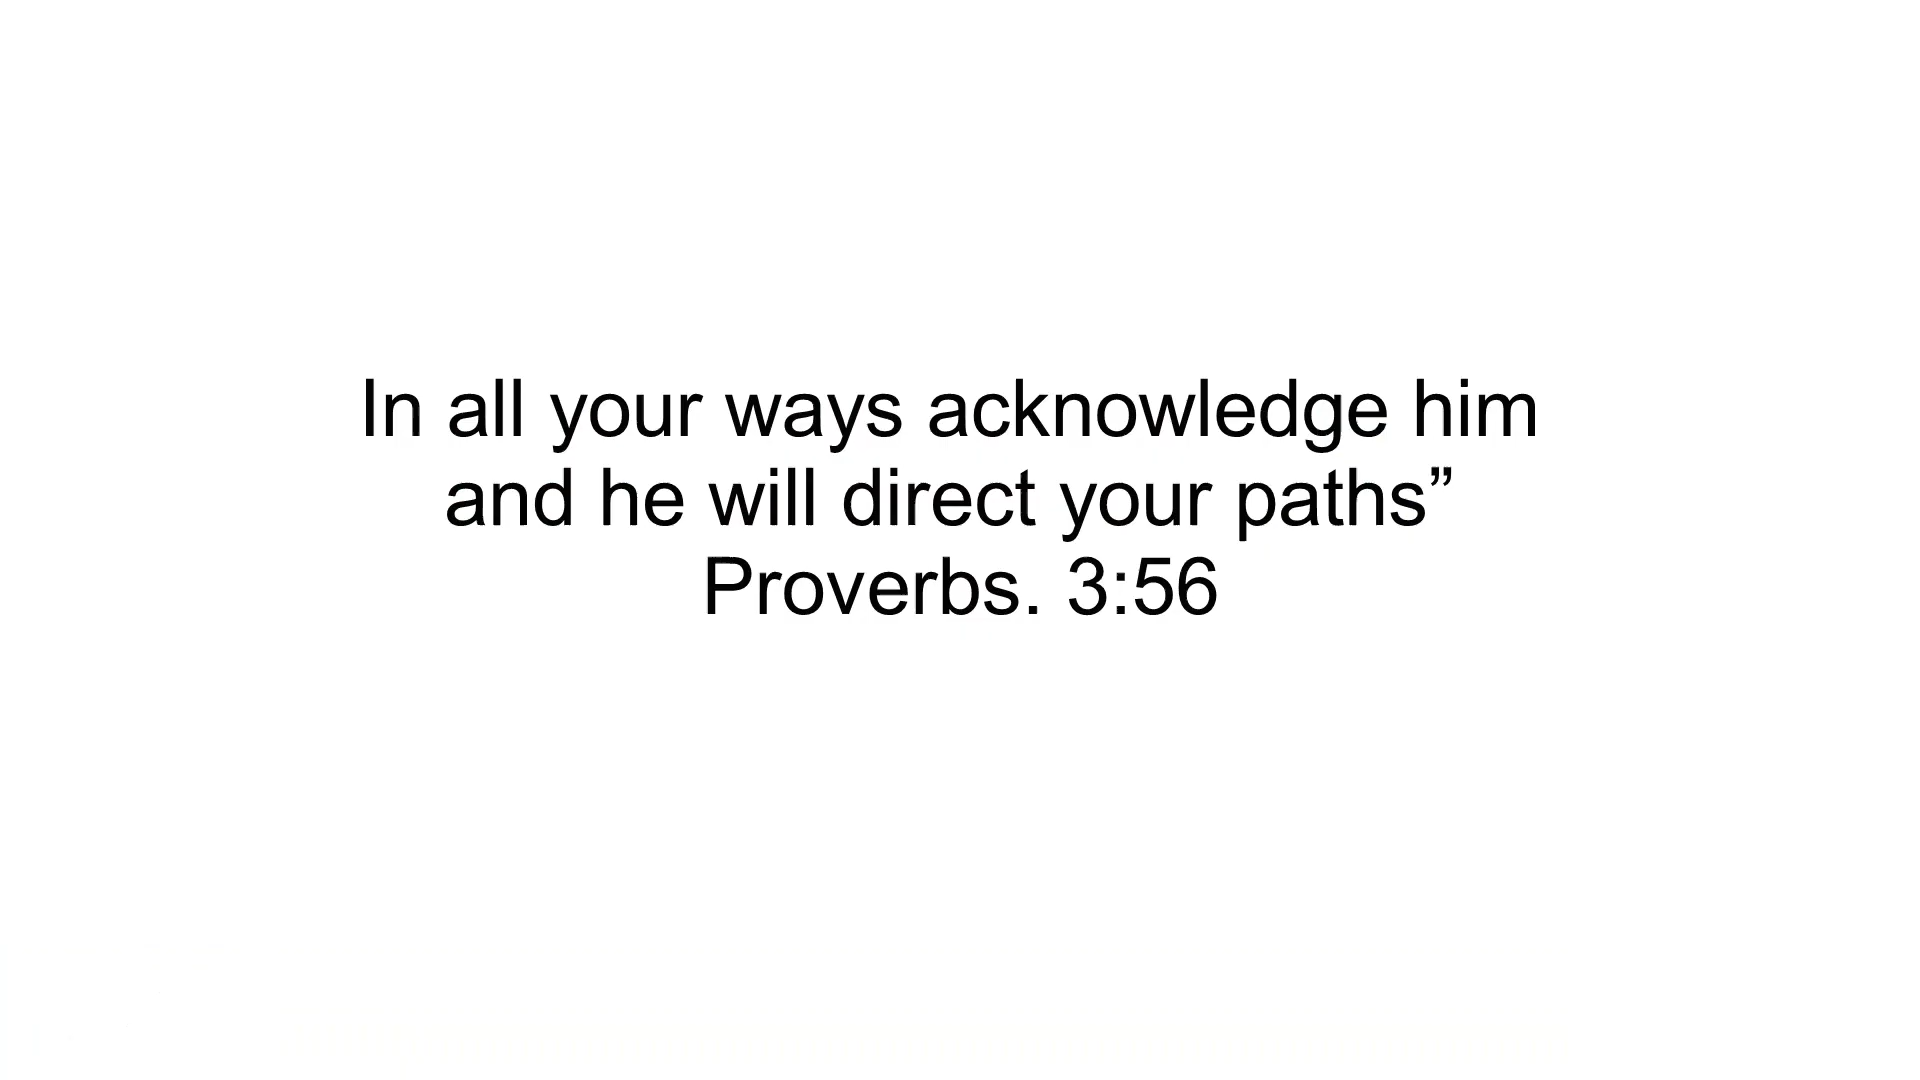 In all your ways acknowledge him
and he will direct your paths”
Proverbs. 3:56